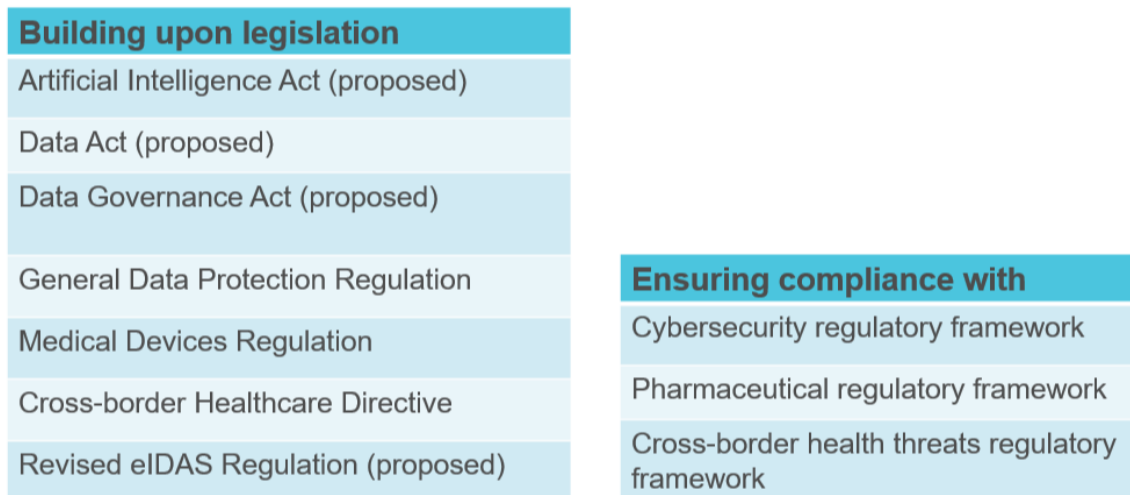 Building upon legislation
Artificial Intelligence Act (proposed)
Data Act (proposed)
Data Governance Act (proposed)
General Data Protection Regulation
Medical Devices Regulation
Cross-border Healthcare Directive
Revised eIDAS Regulation (proposed)
Ensuring compliance with
Cybersecurity regulatory framework
Pharmaceutical regulatory framework
Cross-border health threats regulatory
framework